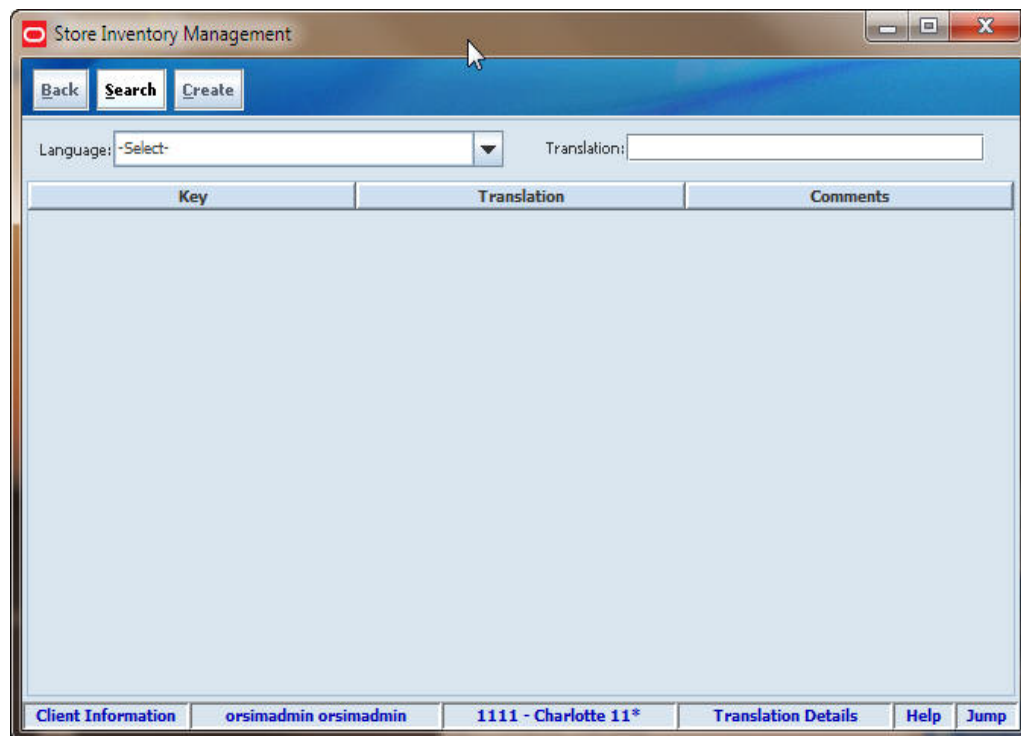 Store Inventory Management
Back Search Create
Language: -Select- Translation:
Key Translation Comments
Client Information orsimadmin orsimadmin 1111 - Charlotte 11* Translation Details Help Jump